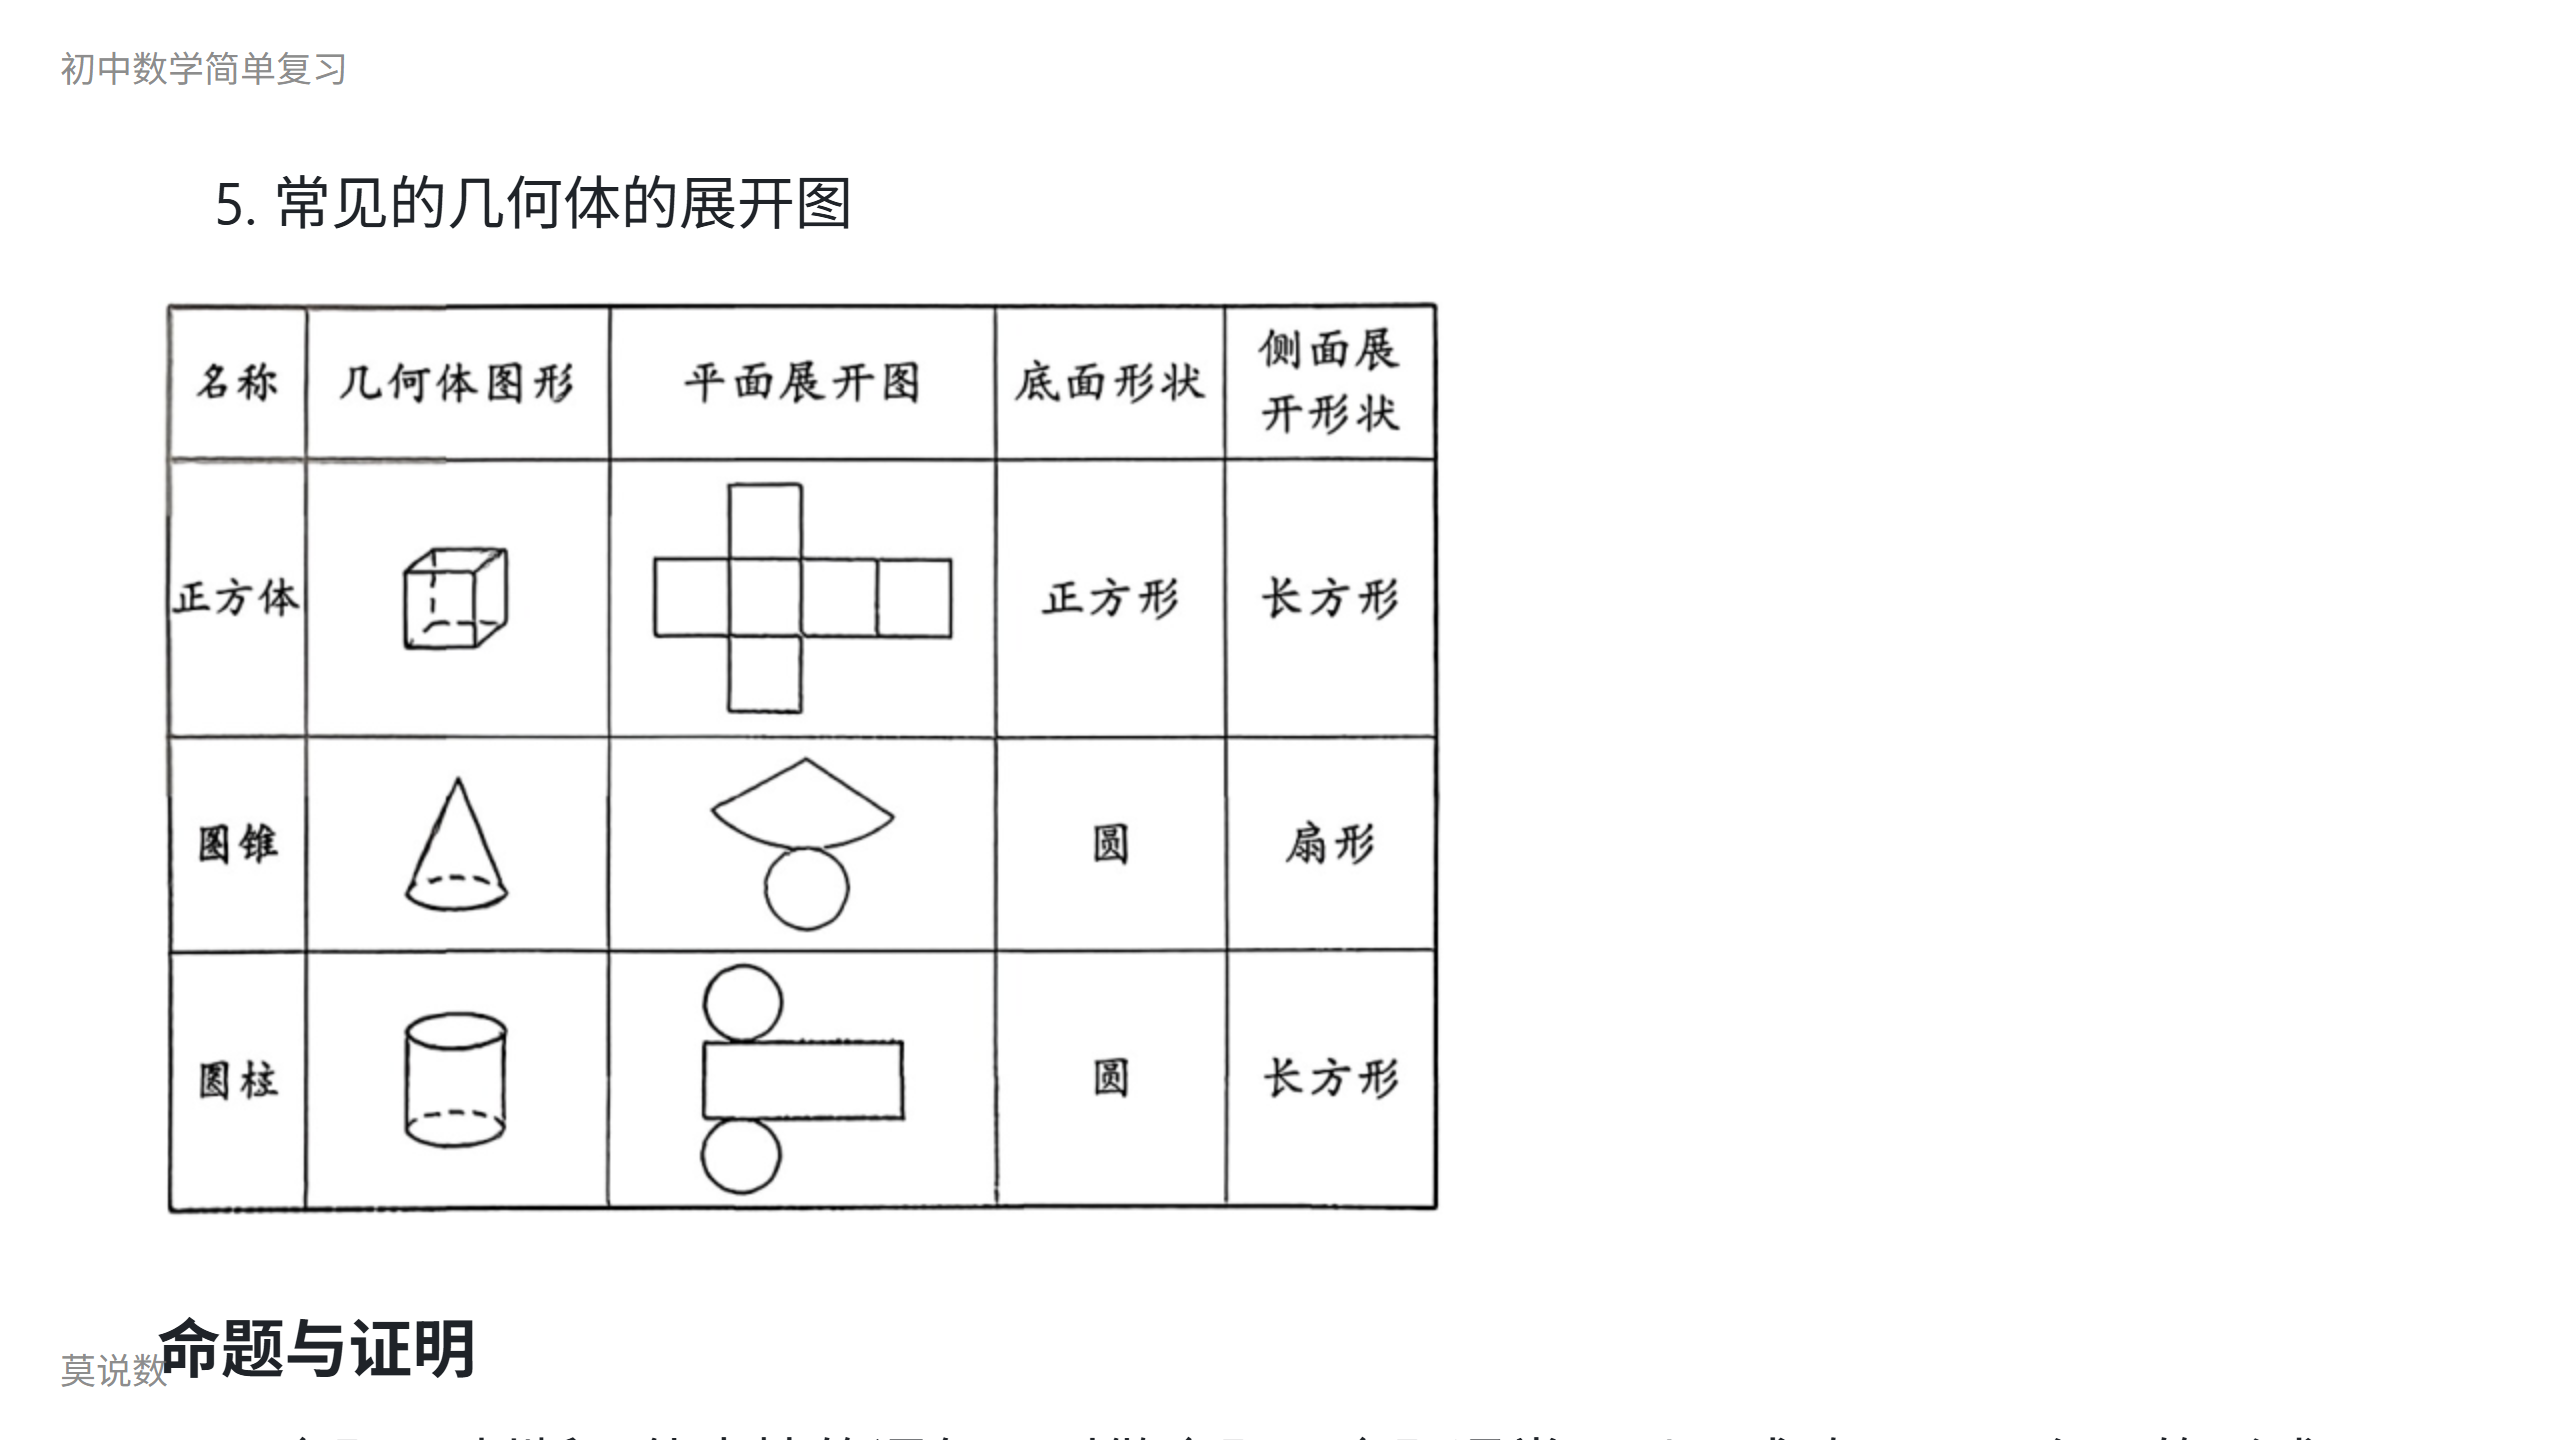 初中数学简单复习
5. 常见的几何体的展开图
名称 几何体图形 平面展开图 底面形状 侧面展
开形状
正方体 正方形 长方形
圆锥 圆 扇形
圆柱 圆 长方形
命题与证明
莫说数